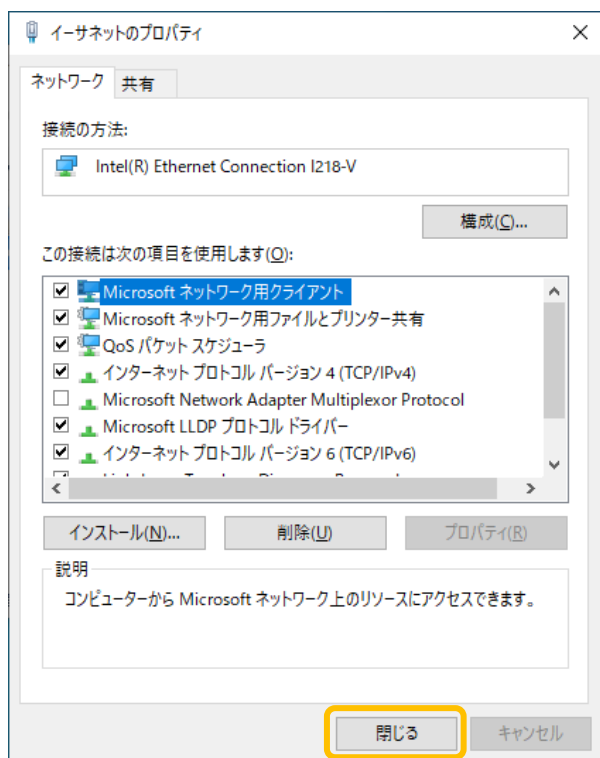 イーサネットのプロパティ
ネットワーク 共有
接続の方法:
Intel(R) Ethernet Connection I218-V
構成(C)...
この接続は次の項目を使用します(O):
Microsoft ネットワーク用クライアント
Microsoft ネットワーク用ファイルとプリンター共有
QoS パケット スケジューラ
インターネット プロトコル バージョン 4 (TCP/IPv4)
Microsoft Network Adapter Multiplexor Protocol
Microsoft LLDP プロトコル ドライバー
インターネット プロトコル バージョン 6 (TCP/IPv6)
インストール(N)... 削除(U) プロパティ(R)
説明
コンピューターから Microsoft ネットワーク上のリソースにアクセスできます。
閉じる キャンセル